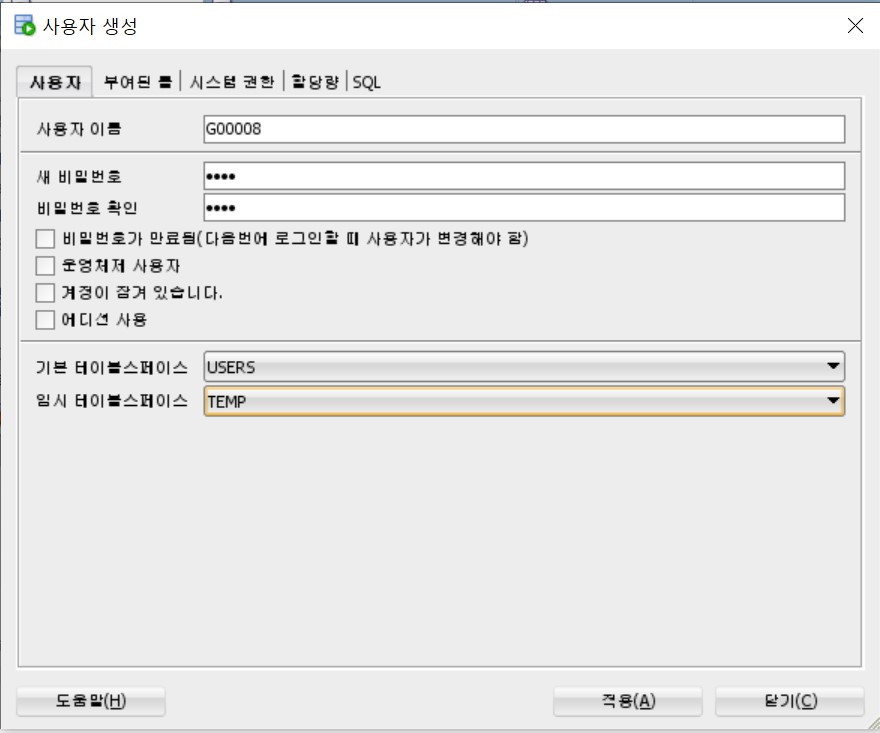 사용자 생성
사용자 부여된 롤 시스템 권한 할당량 SQL
사용자 이름 G00008
새 비밀번호 ••••
비밀번호 확인 ••••
비밀번호가 만료됨(다음번에 로그인할 때 사용자가 변경해야 함)
운영체제 사용자
계정이 잠겨 있습니다.
에디션 사용
기본 테이블스페이스 USERS
임시 테이블스페이스 TEMP
도움말(H) 적용(A) 닫기(C)